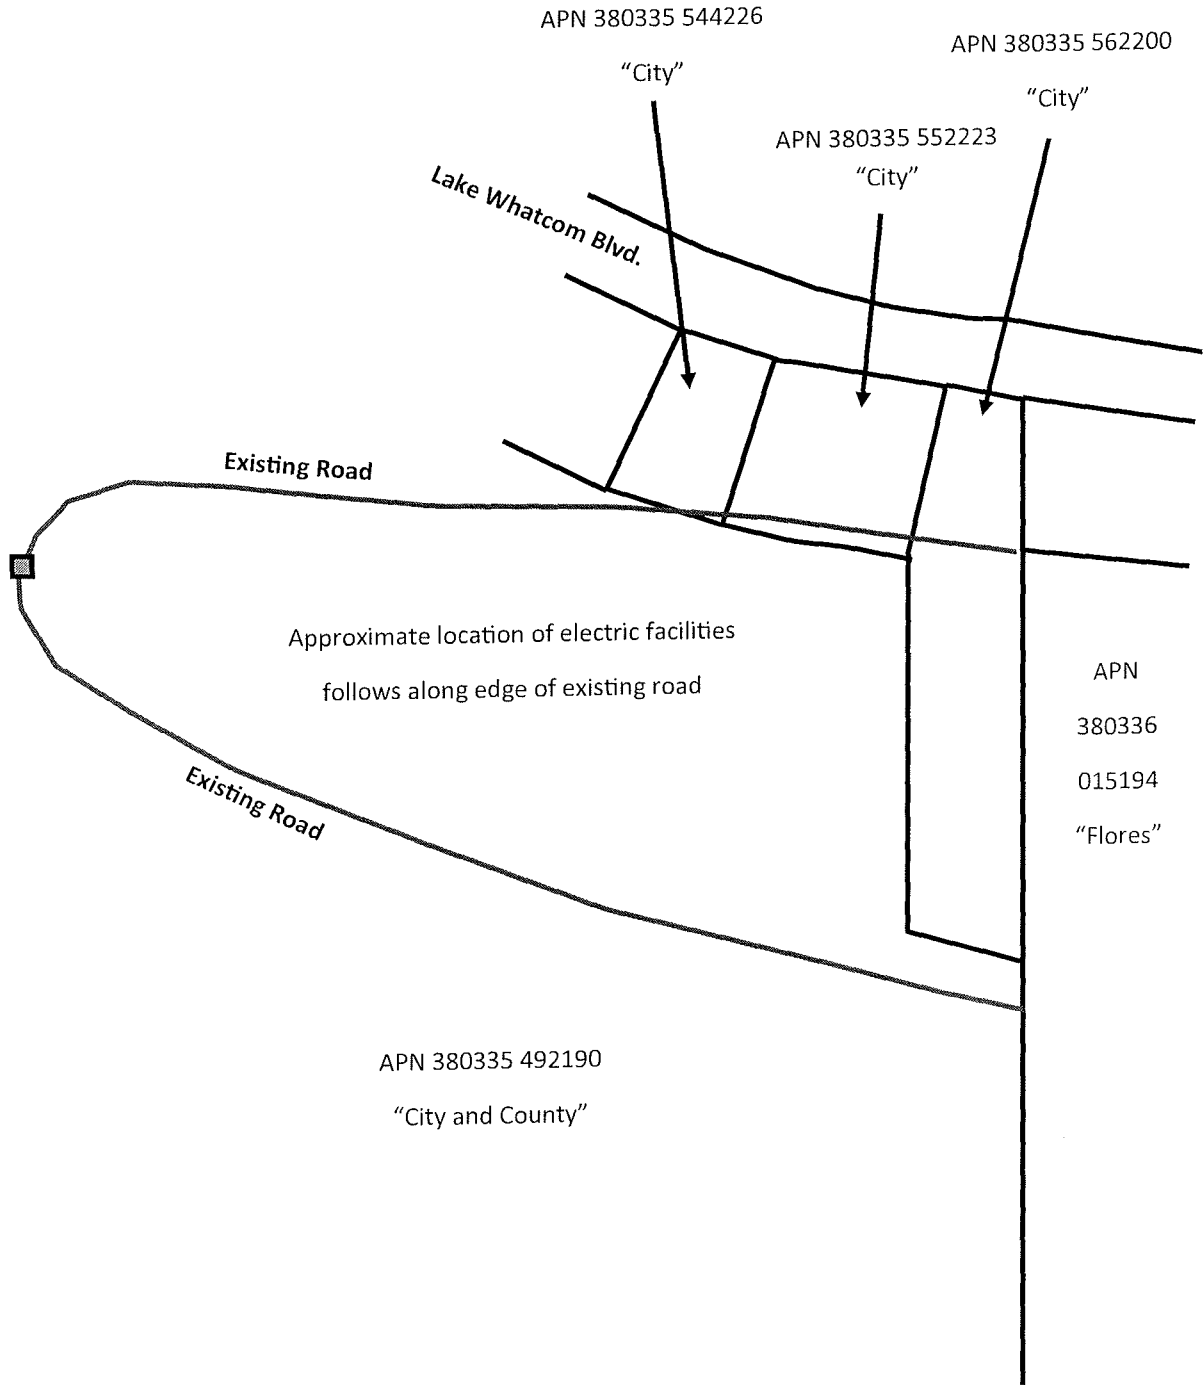 APN 380335 544226
“City”
APN 380335 562200
“City”
APN 380335 552223
“City”
Lake Whatcom Blvd.
Existing Road
Approximate location of electric facilities
follows along edge of existing road
APN
380336
015194
“Flores”
Existing Road
APN 380335 492190
“City and County”